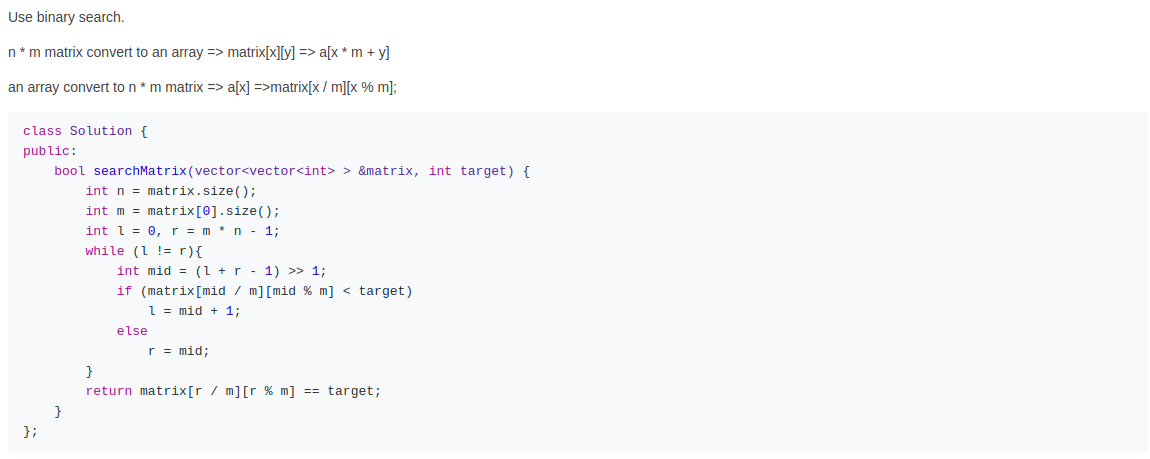 Use binary search.
n * m matrix convert to an array => matrix[x][y] => a[x * m + y]
an array convert to n * m matrix => a[x] =>matrix[x / m][x % m];
class Solution {
public:
    bool searchMatrix(vector<vector<int> > &matrix, int target) {
        int n = matrix.size();
        int m = matrix[0].size();
        int l = 0, r = m * n - 1;
        while (l != r){
            int mid = (l + r - 1) >> 1;
            if (matrix[mid / m][mid % m] < target)
                l = mid + 1;
            else
                r = mid;
        }
        return matrix[r / m][r % m] == target;
    }
};